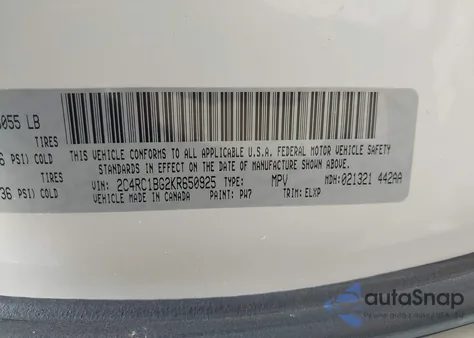 5055 LB
TIRES
6 PSI) COLD
TIRES
36 PSI) COLD
THIS VEHICLE CONFORMS TO ALL APPLICABLE U.S.A. FEDERAL MOTOR VEHICLE SAFETY
STANDARDS IN EFFECT ON THE DATE OF MANUFACTURE SHOWN ABOVE.
VIN: 2C4RC1BG2KR650925 TYPE: MPV MDH: 021321 442AA
VEHICLE MADE IN CANADA PAINT: PW7 TRIM: ELXP
autoSnap